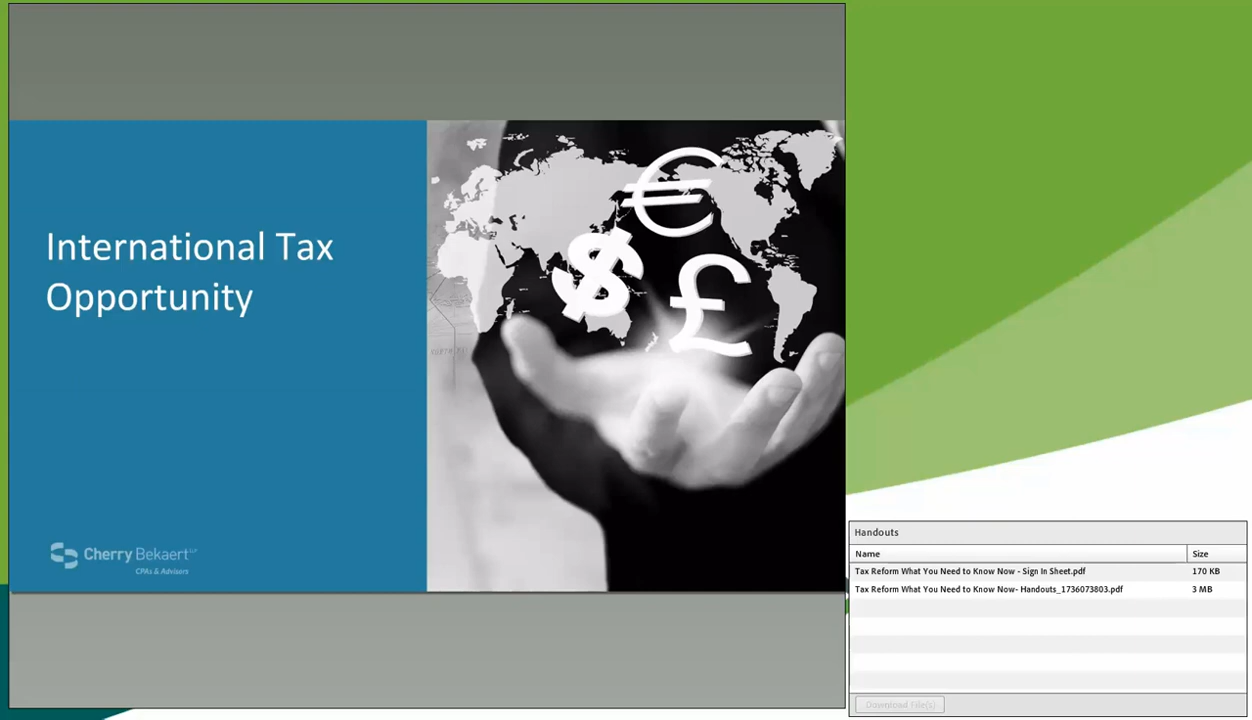 International Tax
Opportunity
Cherry Bekaert LLP
CPAs & Advisors
€
$
£
Handouts
Name Size
Tax Reform What You Need to Know Now - Sign In Sheet.pdf 170 KB
Tax Reform What You Need to Know Now- Handouts_1736073803.pdf 3 MB
Download File(s)